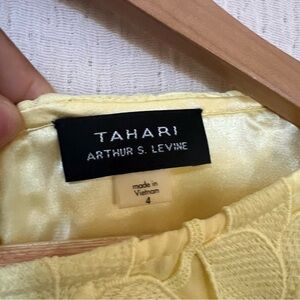 TAHARI
ARTHUR S. LEVINE
made in
Vietnam
4